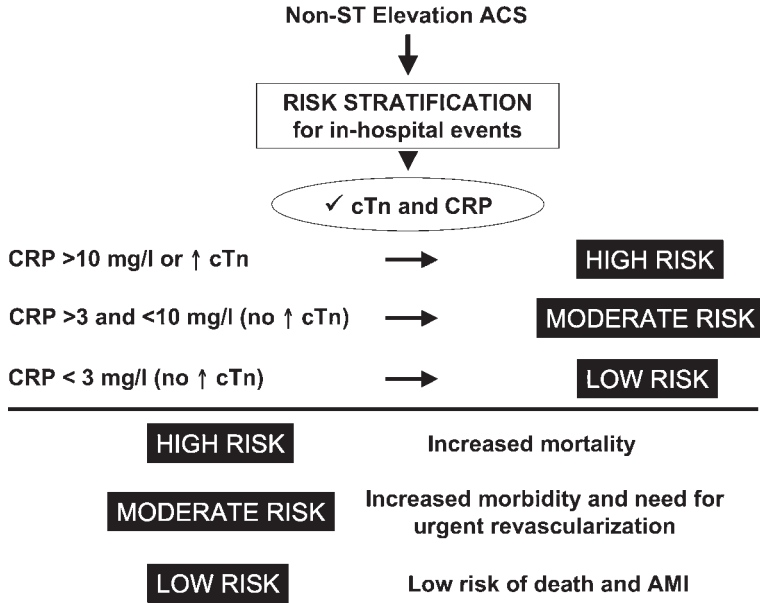 Non-ST Elevation ACS
RISK STRATIFICATION
for in-hospital events
✓ cTn and CRP
CRP >10 mg/l or ↑ cTn
HIGH RISK
CRP >3 and <10 mg/l (no ↑ cTn)
MODERATE RISK
CRP < 3 mg/l (no ↑ cTn)
LOW RISK
HIGH RISK
Increased mortality
MODERATE RISK
Increased morbidity and need for
urgent revascularization
LOW RISK
Low risk of death and AMI